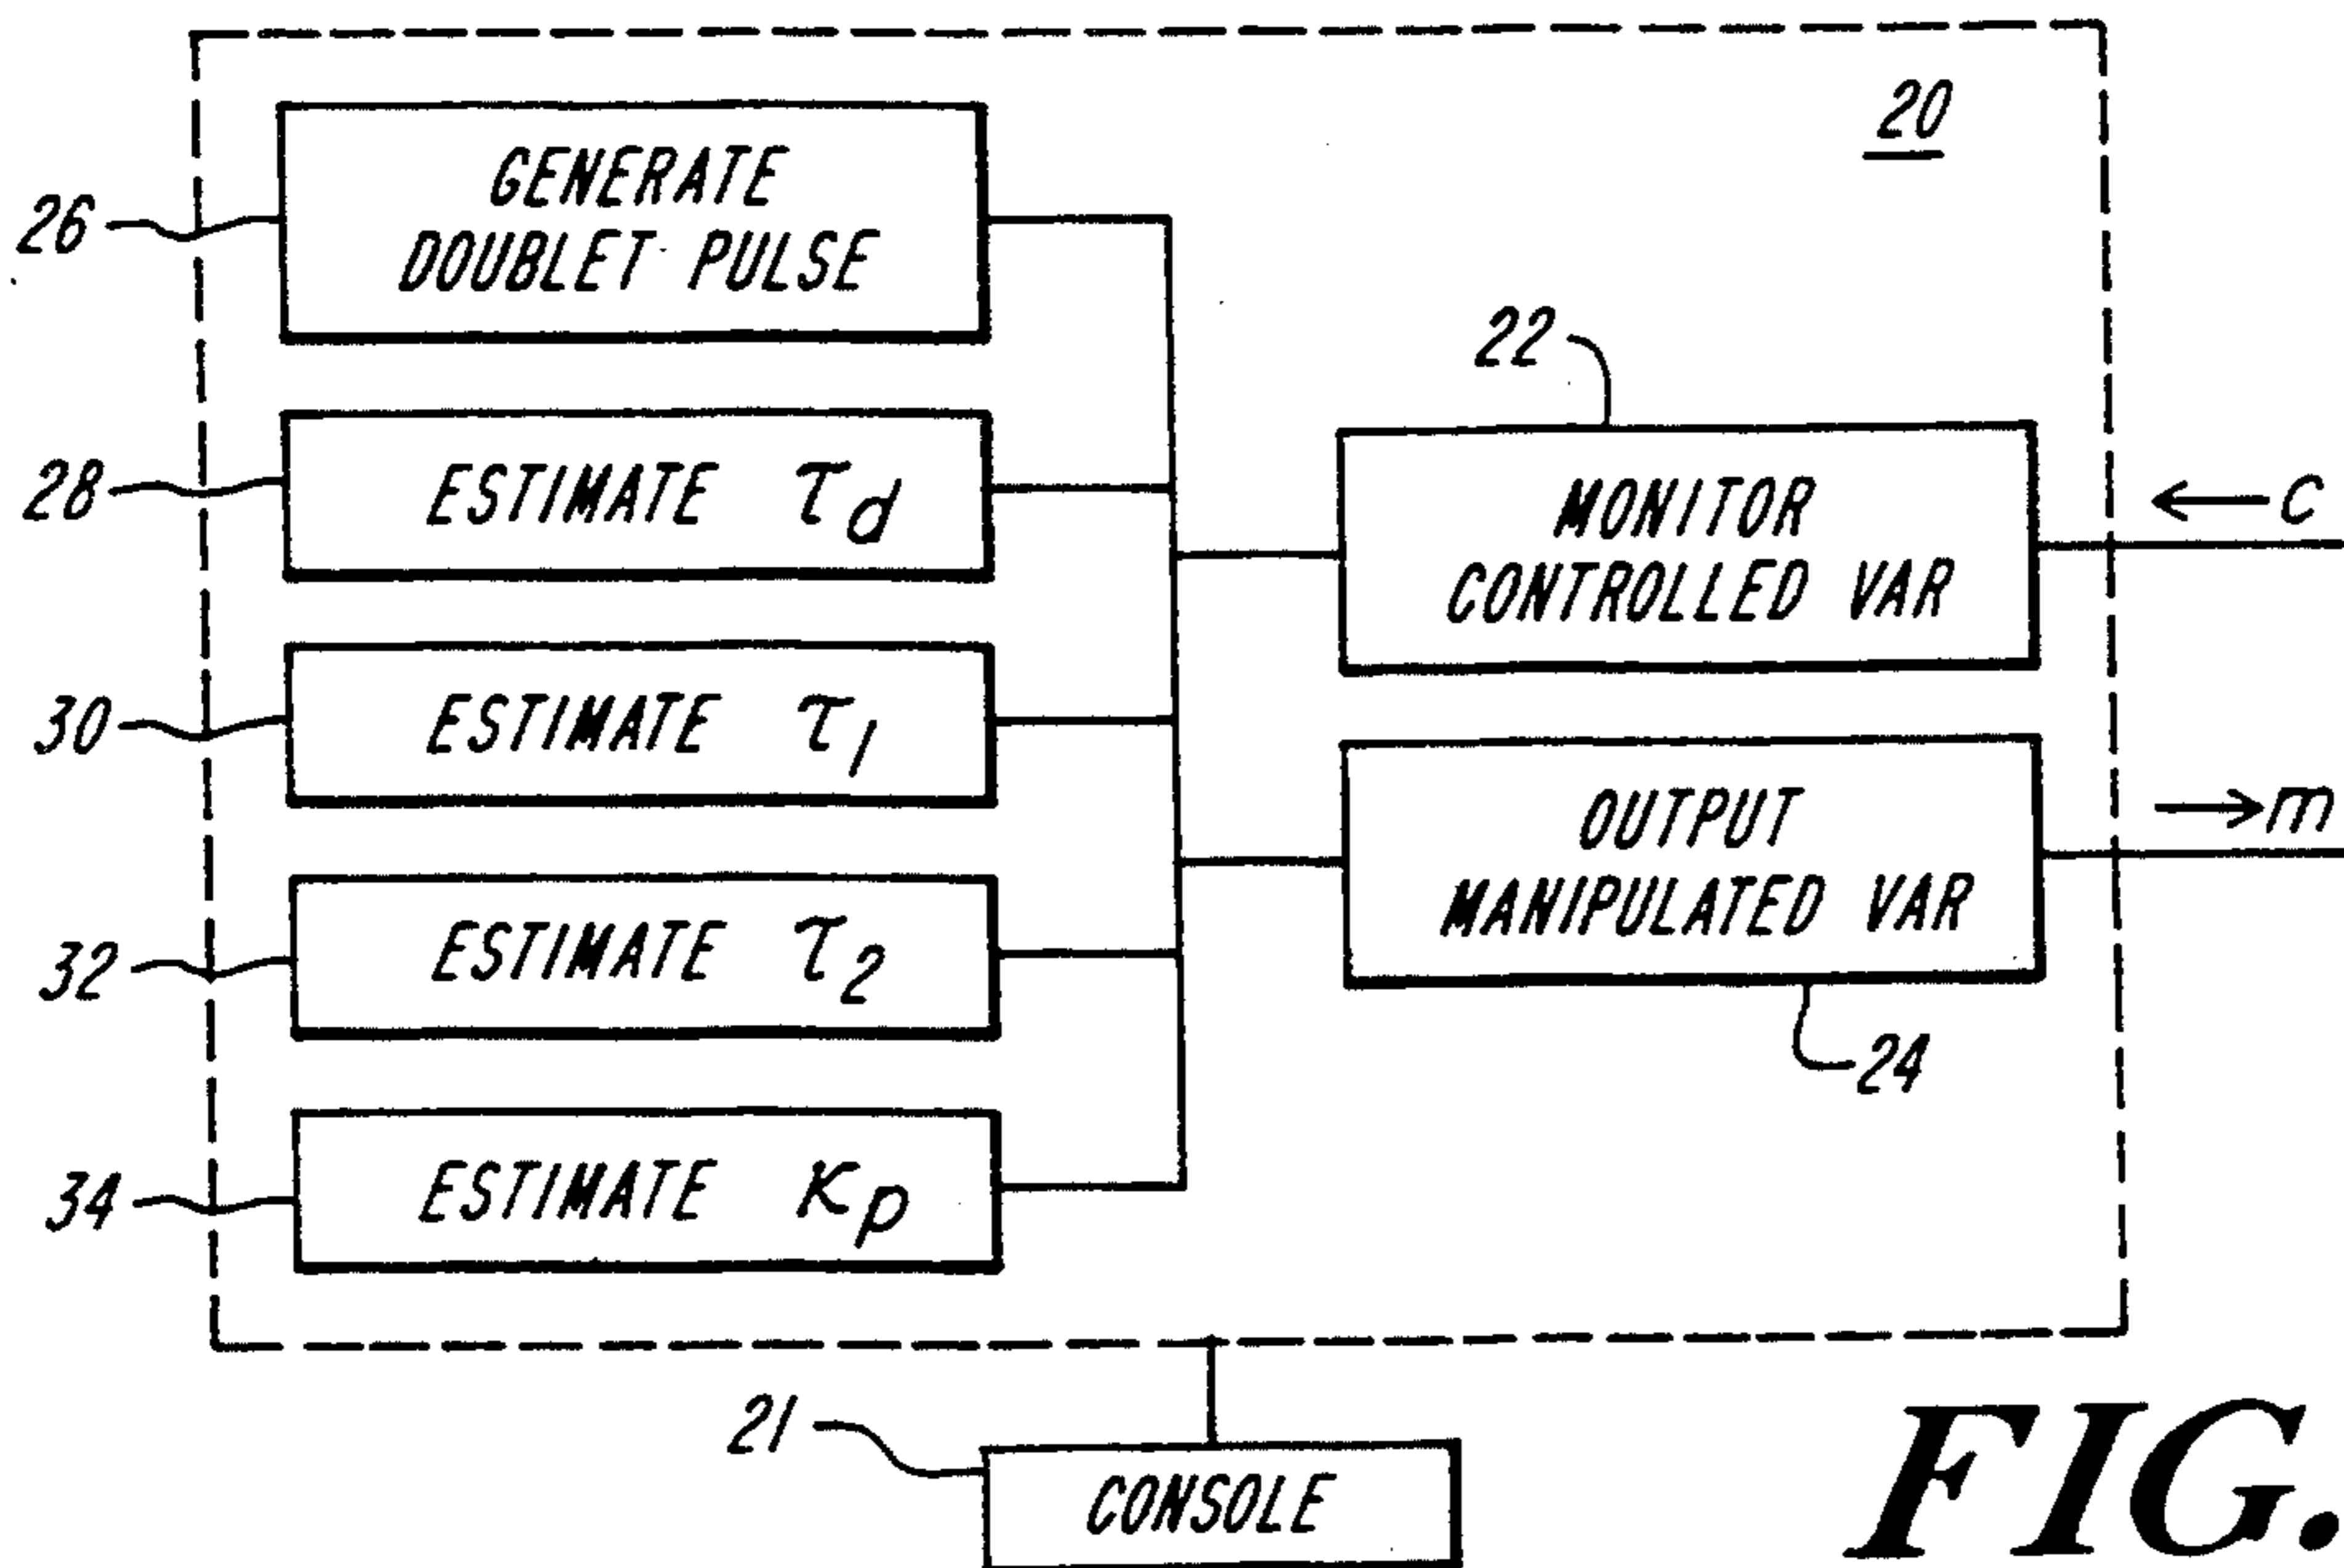 20
26
GENERATE
DOUBLET PULSE
22
28
ESTIMATE τd
MONITOR
CONTROLLED VAR
← C
30
ESTIMATE τ1
OUTPUT
MANIPULATED VAR
→ m
32
ESTIMATE τ2
24
34
ESTIMATE Kp
21
CONSOLE
FIG.